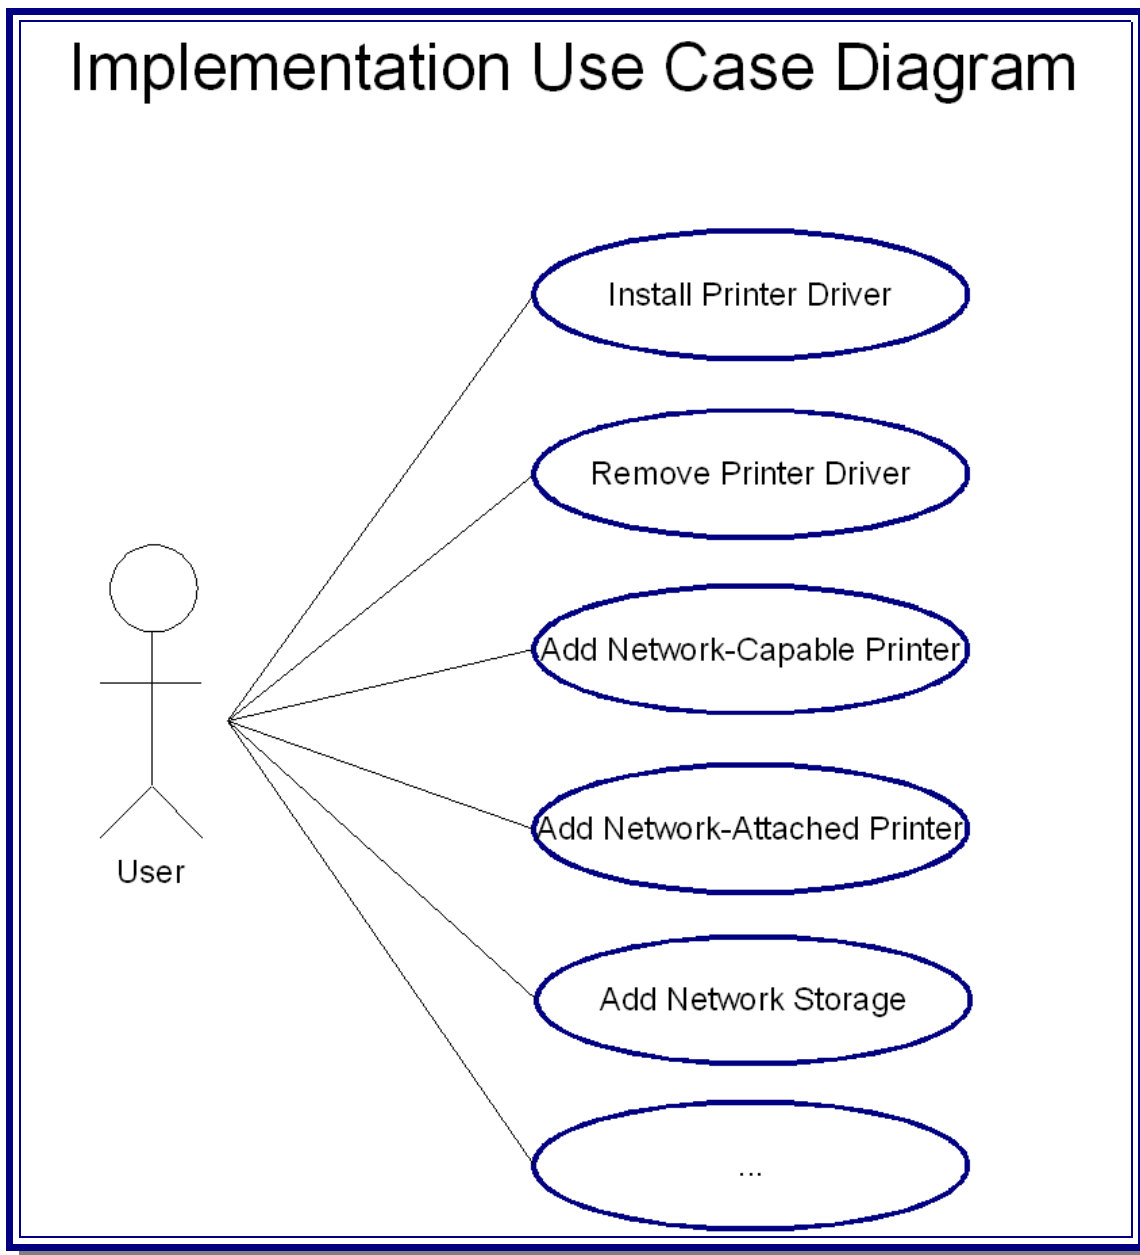 Implementation Use Case Diagram
Install Printer Driver
Remove Printer Driver
Add Network-Capable Printer
Add Network-Attached Printer
User
Add Network Storage
...